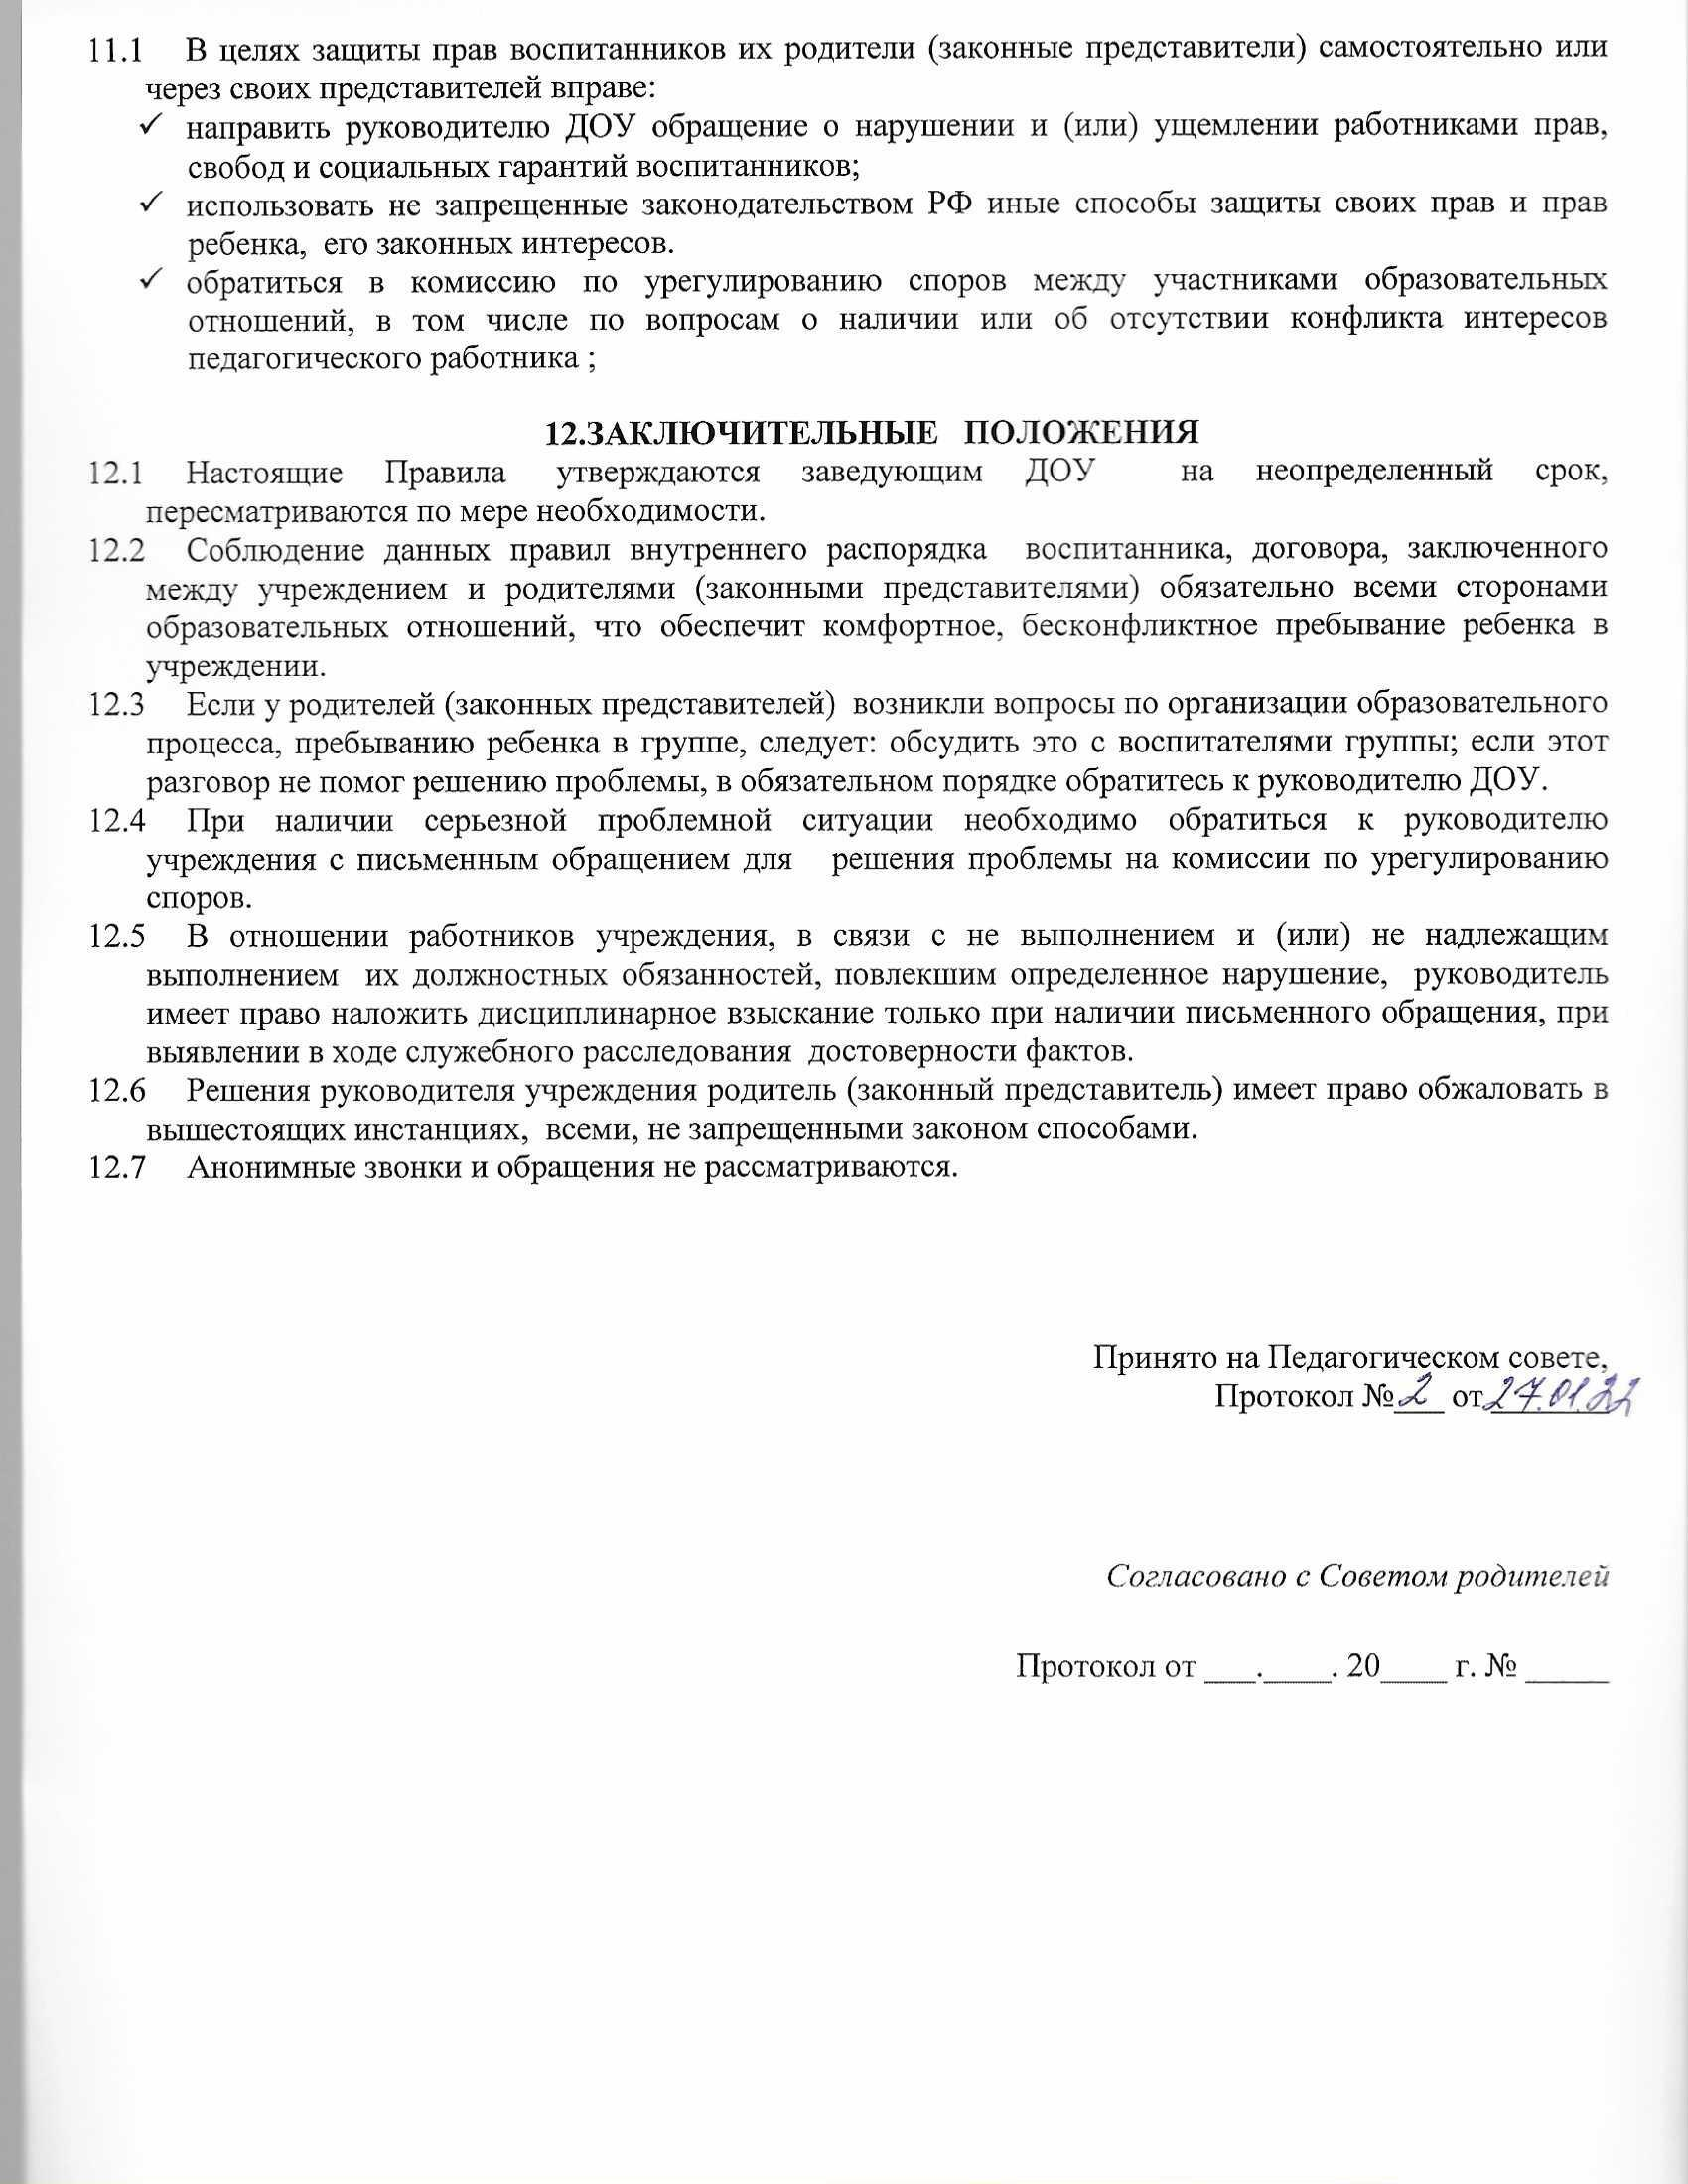 11.1 В целях защиты прав воспитанников их родители (законные представители) самостоятельно или
через своих представителей вправе:
✓ направить руководителю ДОУ обращение о нарушении и (или) ущемлении работниками прав,
свобод и социальных гарантий воспитанников;
✓ использовать не запрещенные законодательством РФ иные способы защиты своих прав и прав
ребенка, его законных интересов.
✓ обратиться в комиссию по урегулированию споров между участниками образовательных
отношений, в том числе по вопросам о наличии или об отсутствии конфликта интересов
педагогического работника ;
12.ЗАКЛЮЧИТЕЛЬНЫЕ ПОЛОЖЕНИЯ
12.1 Настоящие Правила утверждаются заведующим ДОУ на неопределенный срок,
пересматриваются по мере необходимости.
12.2 Соблюдение данных правил внутреннего распорядка воспитанника, договора, заключенного
между учреждением и родителями (законными представителями) обязательно всеми сторонами
образовательных отношений, что обеспечит комфортное, бесконфликтное пребывание ребенка в
учреждении.
12.3 Если у родителей (законных представителей) возникли вопросы по организации образовательного
процесса, пребыванию ребенка в группе, следует: обсудить это с воспитателями группы; если этот
разговор не помог решению проблемы, в обязательном порядке обратитесь к руководителю ДОУ.
12.4 При наличии серьезной проблемной ситуации необходимо обратиться к руководителю
учреждения с письменным обращением для решения проблемы на комиссии по урегулированию
споров.
12.5 В отношении работников учреждения, в связи с не выполнением и (или) не надлежащим
выполнением их должностных обязанностей, повлекшим определенное нарушение, руководитель
имеет право наложить дисциплинарное взыскание только при наличии письменного обращения, при
выявлении в ходе служебного расследования достоверности фактов.
12.6 Решения руководителя учреждения родитель (законный представитель) имеет право обжаловать в
вышестоящих инстанциях, всеми, не запрещенными законом способами.
12.7 Анонимные звонки и обращения не рассматриваются.
Принято на Педагогическом совете,
Протокол № 2 от 27.01.22
Согласовано с Советом родителей
Протокол от ___.____. 20____ г. № _____